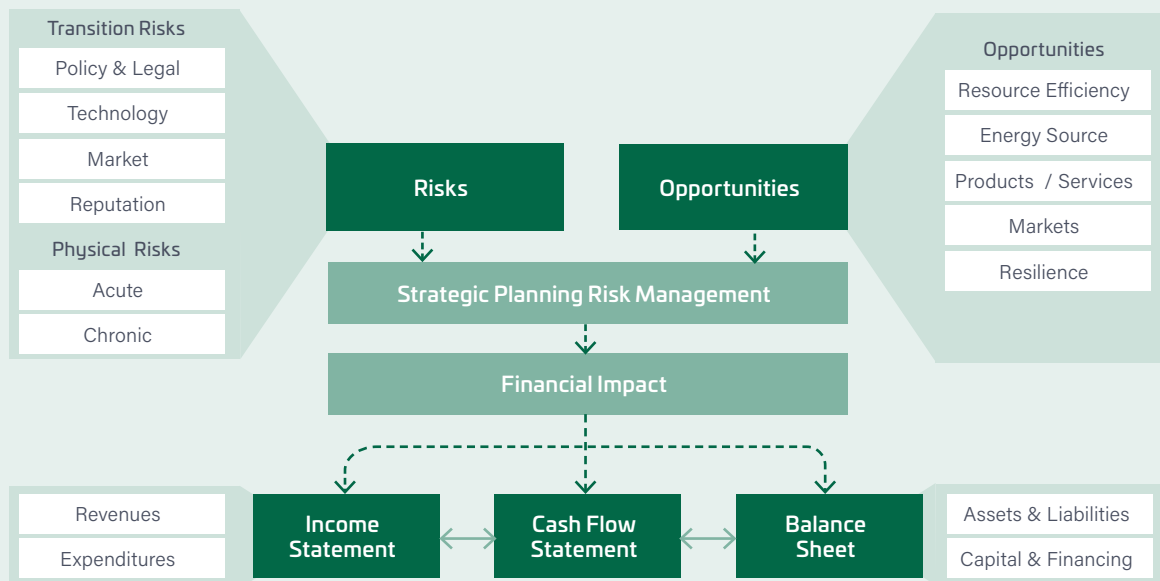 Transition Risks
Policy & Legal
Technology
Market
Reputation
Physical Risks
Acute
Chronic
Risks
Opportunities
Opportunities
Resource Efficiency
Energy Source
Products / Services
Markets
Resilience
Strategic Planning Risk Management
Financial Impact
Revenues
Expenditures
Income
Statement
Cash Flow
Statement
Balance
Sheet
Assets & Liabilities
Capital & Financing